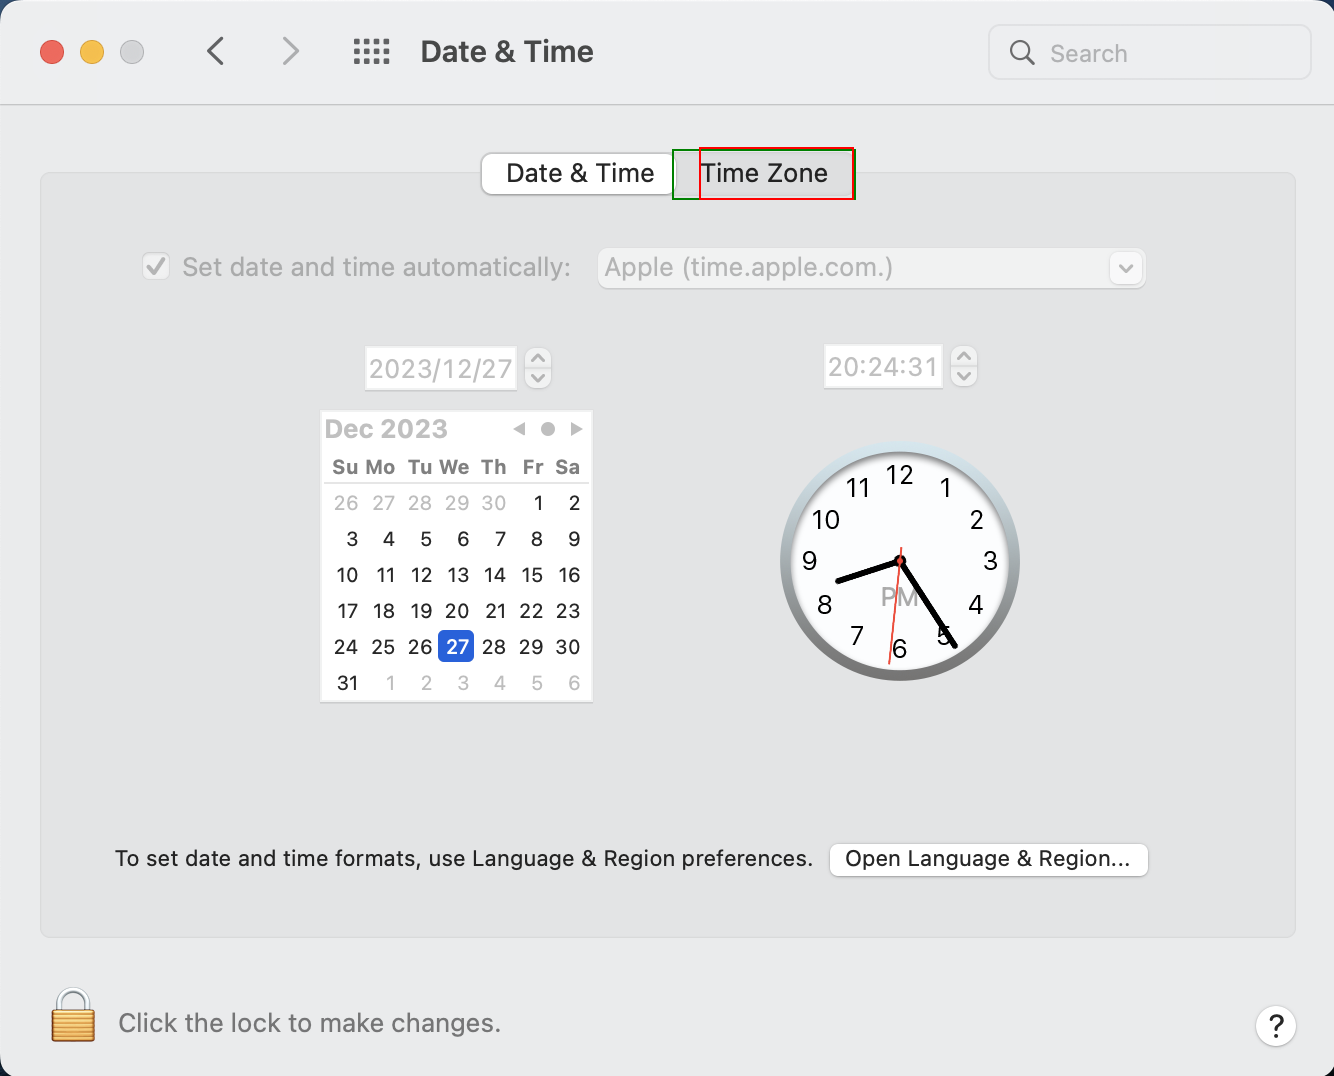 Date & Time
Search
Date & Time
Time Zone
Set date and time automatically:
Apple (time.apple.com.)
2023/12/27
20:24:31
Dec 2023
Su Mo Tu We Th Fr Sa
26 27 28 29 30 1 2
3 4 5 6 7 8 9
10 11 12 13 14 15 16
17 18 19 20 21 22 23
24 25 26 27 28 29 30
31 1 2 3 4 5 6
12
11 1
10 2
9 3
PM
8 4
7 5
6
To set date and time formats, use Language & Region preferences.
Open Language & Region...
Click the lock to make changes.
?